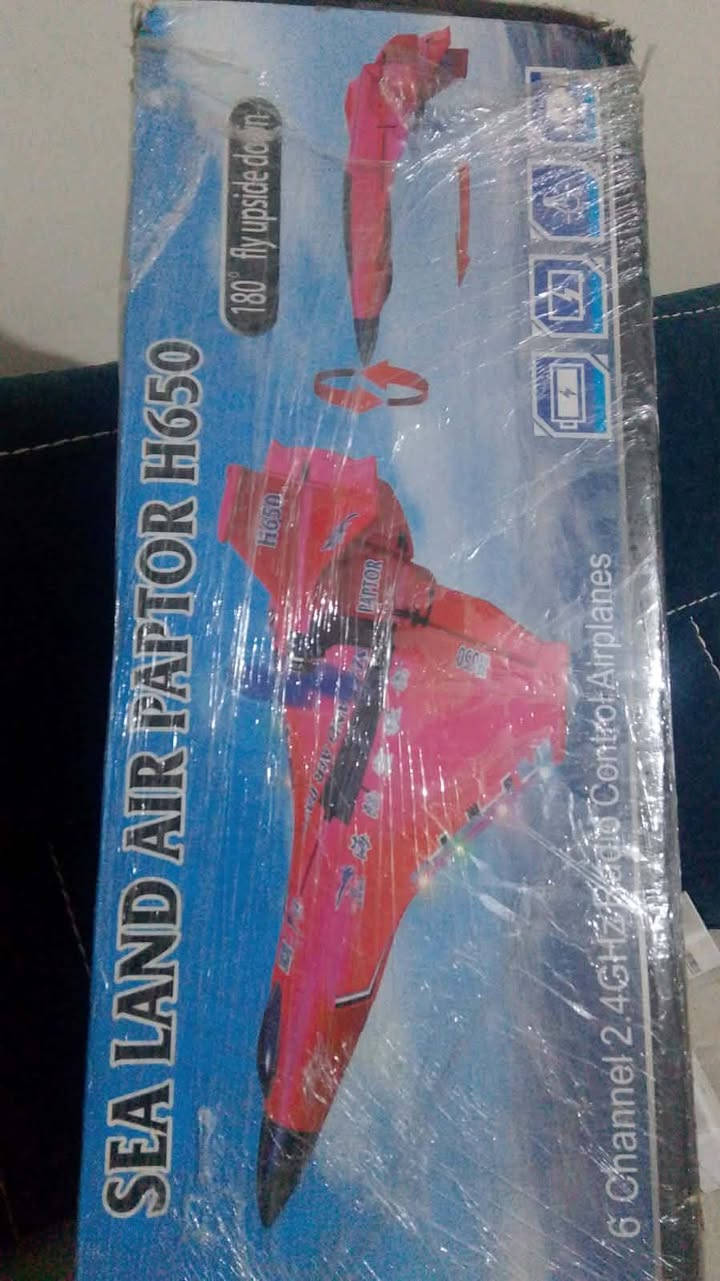 SEA LAND AIR PAPTOR H650
180° fly upside down
H650
PAPTOR
6 Channel 2.4GHz Radio Control Airplanes